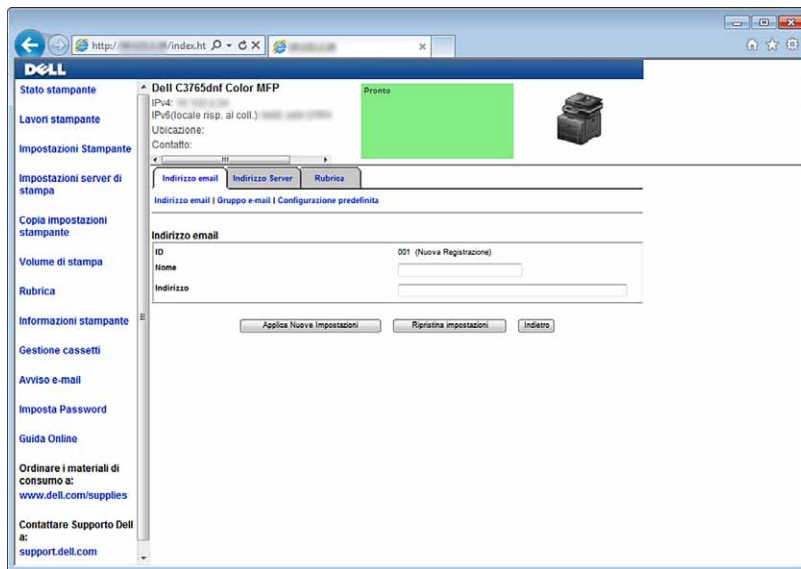 http:/
/index.ht
DELL
Stato stampante
Lavori stampante
Impostazioni Stampante
Impostazioni server di
stampa
Copia impostazioni
stampante
Volume di stampa
Rubrica
Informazioni stampante
Gestione cassetti
Avviso e-mail
Imposta Password
Guida Online
Ordinare i materiali di
consumo a:
www.dell.com/supplies
Contattare Supporto Dell
a:
support.dell.com
Dell C3765dnf Color MFP
IPv4:
IPv6(locale risp. al coll.):
Ubicazione:
Contatto:
Pronto
Indirizzo email
Indirizzo Server
Rubrica
Indirizzo email | Gruppo e-mail | Configurazione predefinita
Indirizzo email
ID
001 (Nuova Registrazione)
Nome
Indirizzo
Applica Nuove Impostazioni
Ripristina impostazioni
Indietro